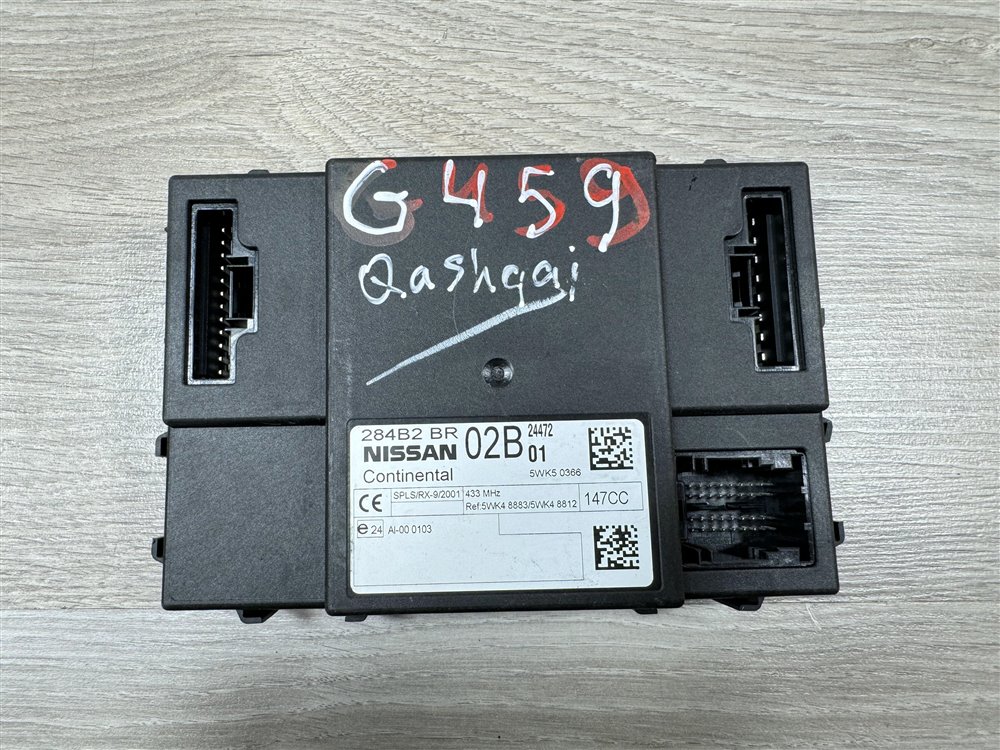 G459
Qashqai
284B2 BR
NISSAN 02B 24472 01
Continental 5WK5 0366
CE SPLS/RX-9/2001 433 MHz 147CC
Ref:5WK4 8883/5WK4 8812
e 24 AI-00 0103